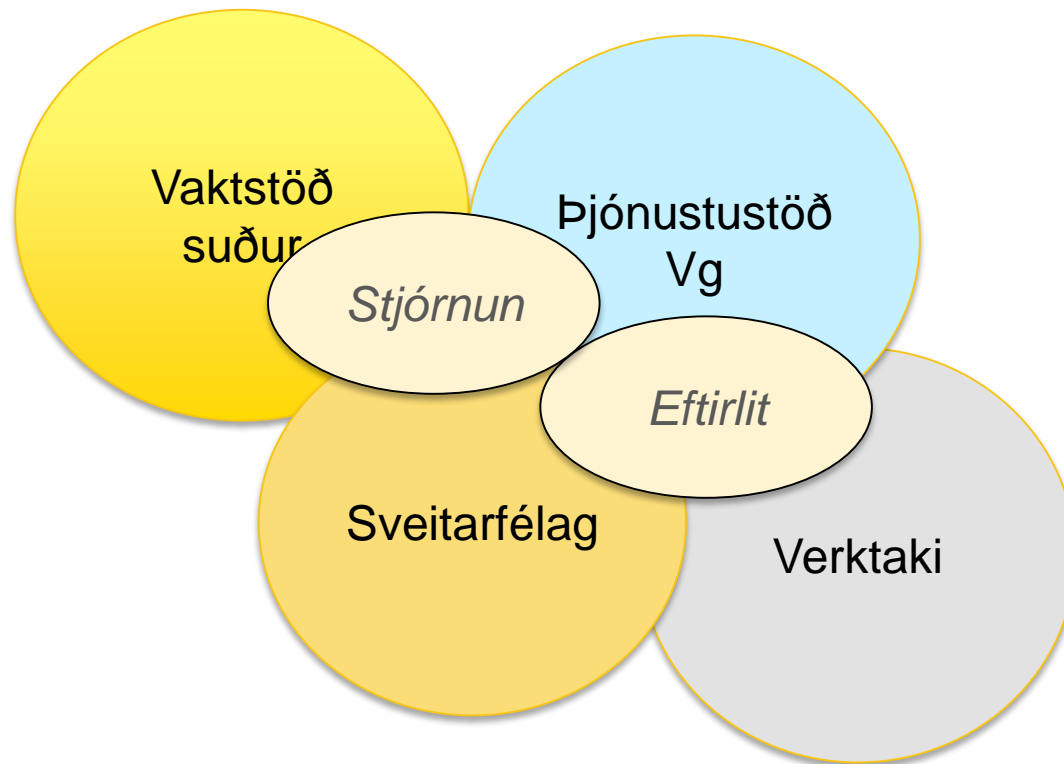 Vaktstöð
suður
Þjónustustöð
Vg
Stjórnun
Eftirlit
Sveitarfélag
Verktaki